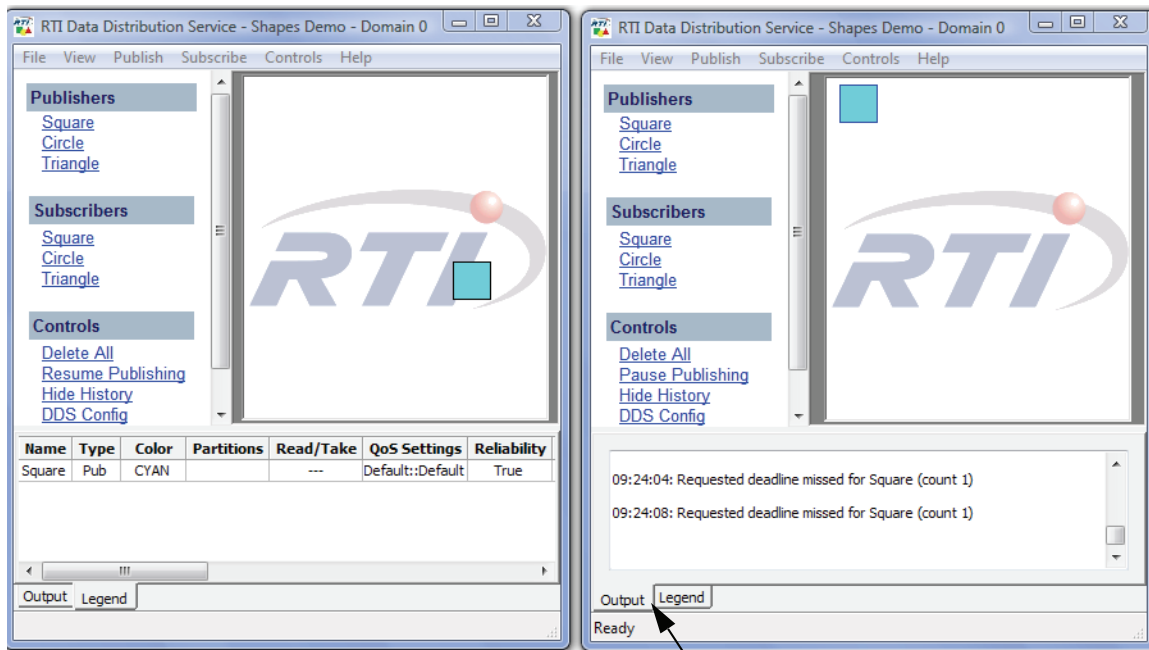 RTI Data Distribution Service - Shapes Demo - Domain 0
File View Publish Subscribe Controls Help
Publishers
Square
Circle
Triangle
Subscribers
Square
Circle
Triangle
Controls
Delete All
Resume Publishing
Hide History
DDS Config
RTI
Name Type Color Partitions Read/Take QoS Settings Reliability
Square Pub CYAN --- Default::Default True
Output Legend
RTI Data Distribution Service - Shapes Demo - Domain 0
File View Publish Subscribe Controls Help
Publishers
Square
Circle
Triangle
Subscribers
Square
Circle
Triangle
Controls
Delete All
Pause Publishing
Hide History
DDS Config
RTI
09:24:04: Requested deadline missed for Square (count 1)
09:24:08: Requested deadline missed for Square (count 1)
Output Legend
Ready